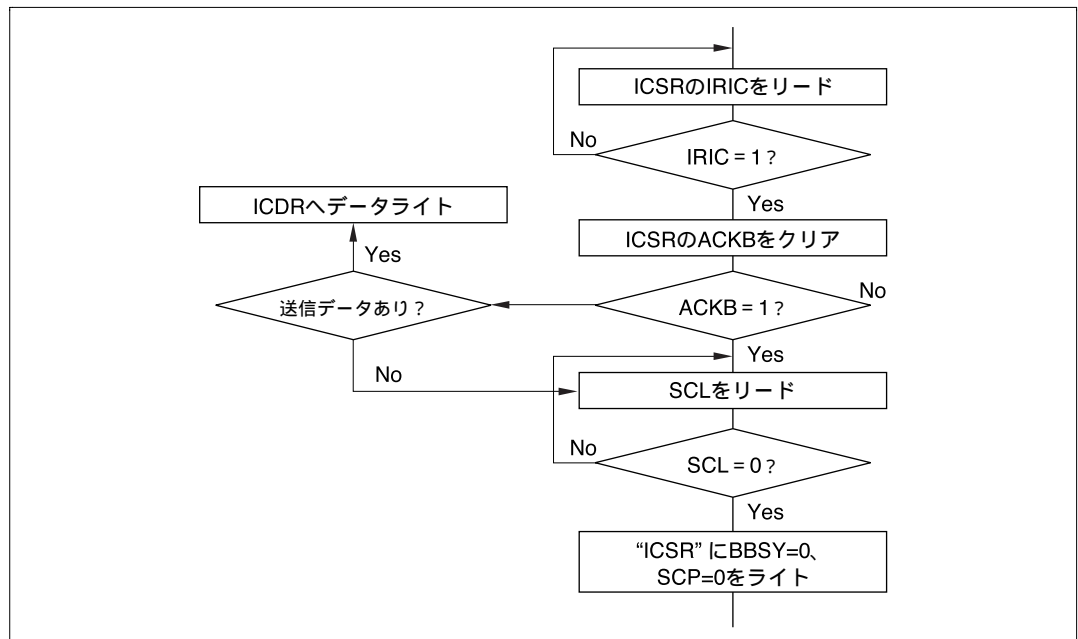 ICSRのIRICをリード
No
IRIC = 1?
Yes
ICDRへデータライト
ICSRのACKBをクリア
Yes
No
送信データあり?
ACKB = 1?
Yes
No
SCLをリード
No
SCL = 0?
Yes
“ICSR” にBBSY=0、
SCP=0をライト